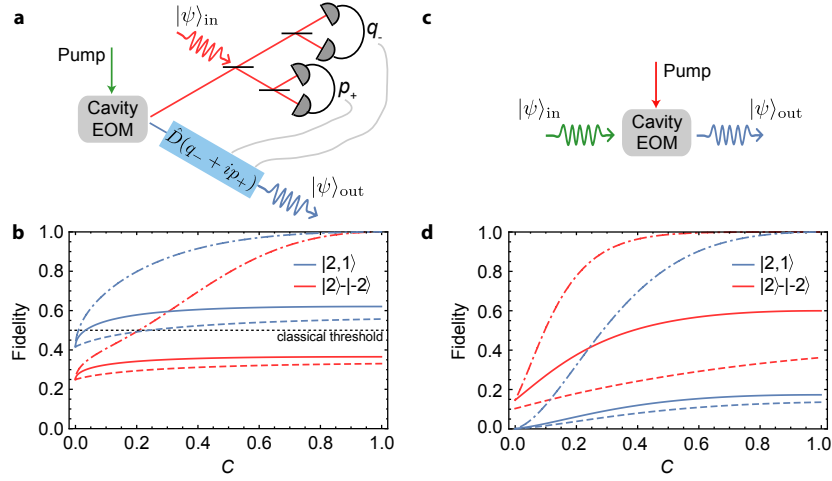 a
|ψ⟩in
Pump
Cavity
EOM
q-
p+
D̂(q- + ip+)
|ψ⟩out
c
Pump
|ψ⟩in
Cavity
EOM
|ψ⟩out
b
Fidelity
1.0
0.8
0.6
0.4
0.2
0.0
|2,1⟩
|2⟩-|-2⟩
classical threshold
0.0 0.2 0.4 0.6 0.8 1.0
C
d
Fidelity
1.0
0.8
0.6
0.4
0.2
0.0
|2,1⟩
|2⟩-|-2⟩
0.0 0.2 0.4 0.6 0.8 1.0
C